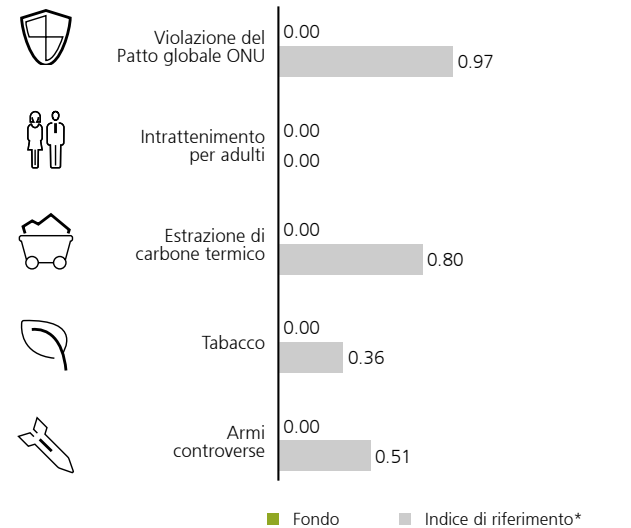 Violazione del
Patto globale ONU
0.00
0.97
Intrattenimento
per adulti
0.00
0.00
Estrazione di
carbone termico
0.00
0.80
Tabacco
0.00
0.36
Armi
controverse
0.00
0.51
Fondo
Indice di riferimento*